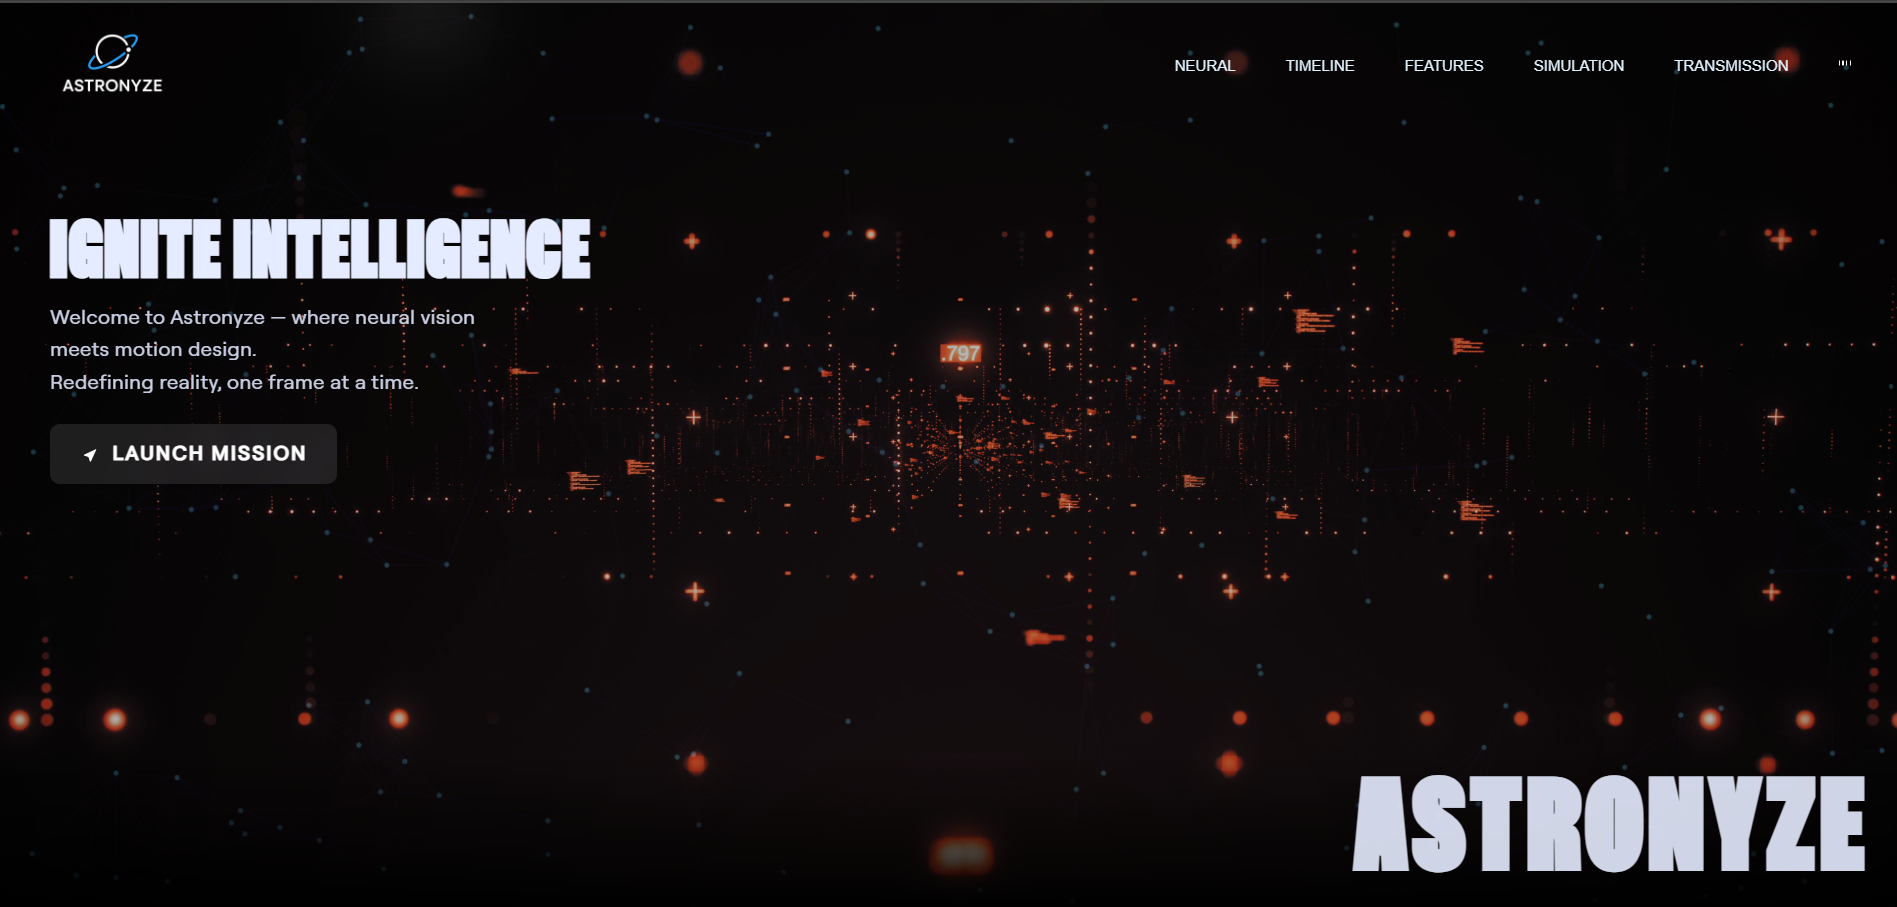 ASTRONYZE
NEURAL TIMELINE FEATURES SIMULATION TRANSMISSION
IGNITE INTELLIGENCE
Welcome to Astronyze — where neural vision
meets motion design.
Redefining reality, one frame at a time.
LAUNCH MISSION
.797
ASTRONYZE